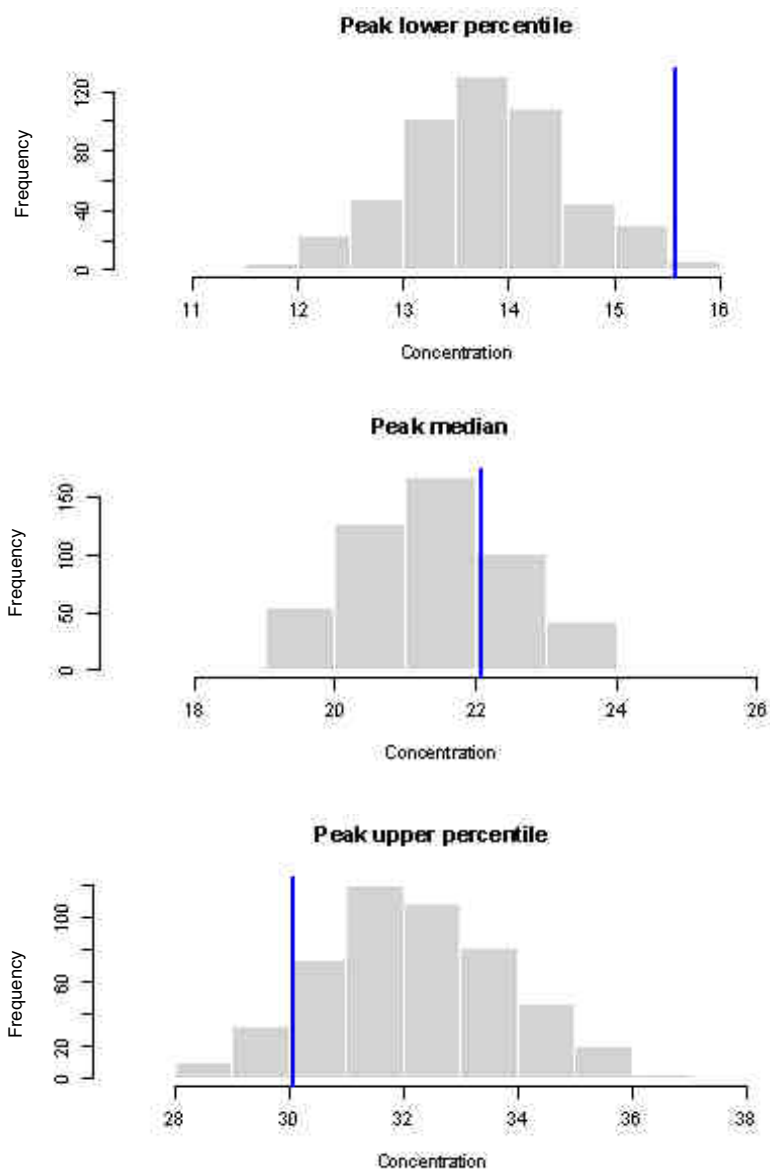 Peak lower percentile
Frequency
0 40 80 120
11 12 13 14 15 16
Concentration
Peak median
Frequency
0 50 100 150
18 20 22 24 26
Concentration
Peak upper percentile
Frequency
0 20 60 100
28 30 32 34 36 38
Concentration